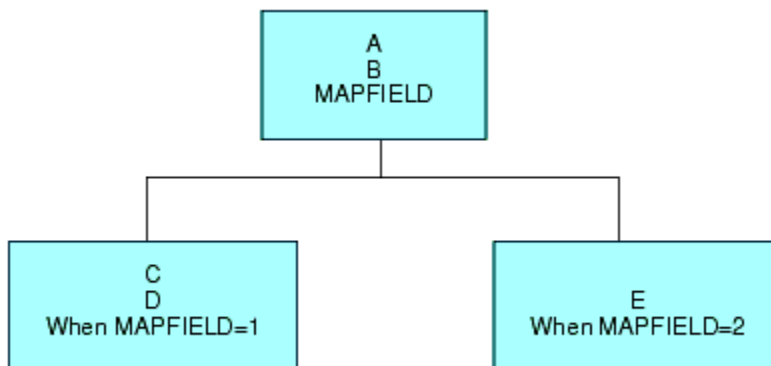 A
B
MAPFIELD
C
D
When MAPFIELD=1
E
When MAPFIELD=2